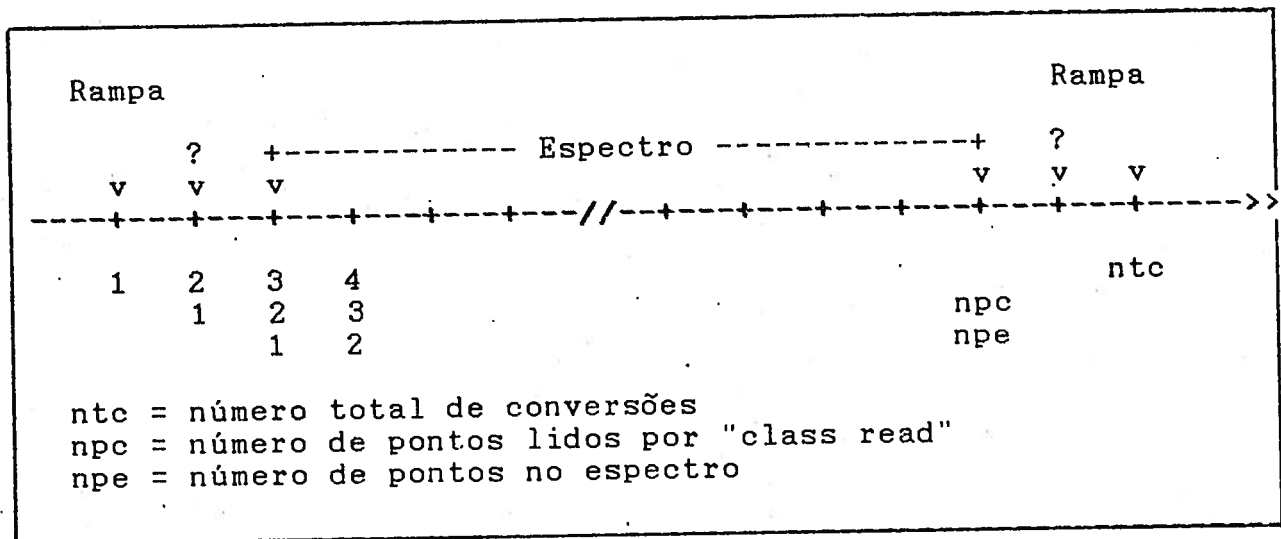 Rampa Rampa
? +------------ Espectro --------------+ ?
v v v v v v
----+---+---+---+---+---+---//--+---+---+---+---+---+---+----->>
1 2 3 4 ntc
1 2 3 npc
1 2 npe
ntc = número total de conversões
npc = número de pontos lidos por "class read"
npe = número de pontos no espectro